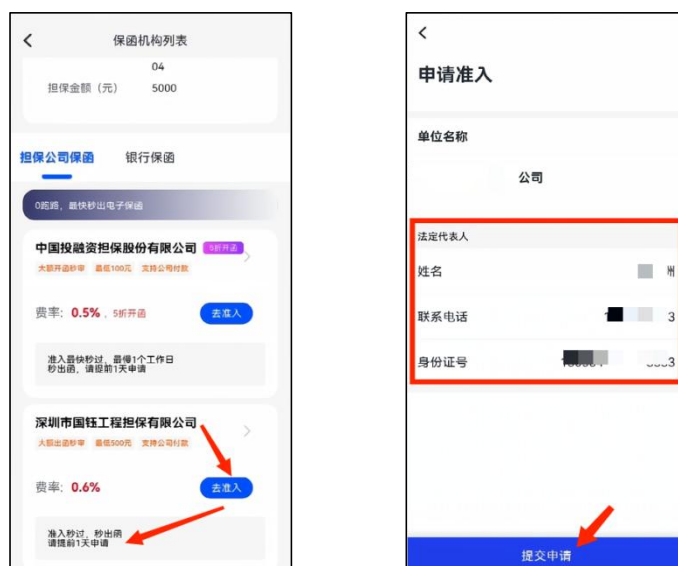 保函机构列表
04
担保金额（元） 5000
担保公司保函 银行保函
0跑路，最快秒出电子保函
中国投融资担保股份有限公司 5折开函
大额开函秒审 最低100元 支持公司付款
费率：0.5%，5折开函 去准入
准入最快秒过，最慢1个工作日
秒出函，请提前1天申请
深圳市国钰工程担保有限公司
大额出函秒审 最低500元 支持公司付款
费率：0.6% 去准入
准入秒过，秒出函
请提前1天申请
申请准入
单位名称
公司
法定代表人
姓名
联系电话 3
身份证号
提交申请